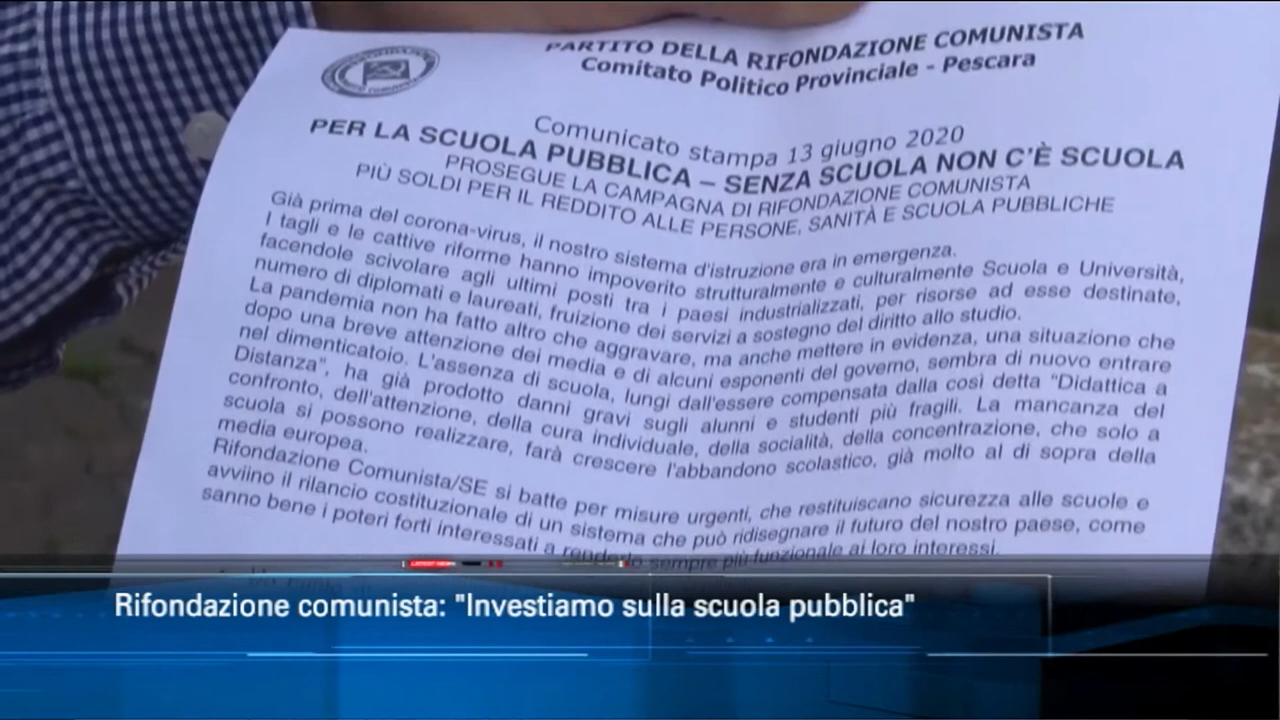 PARTITO DELLA RIFONDAZIONE COMUNISTA
Comitato Politico Provinciale - Pescara
Comunicato stampa 13 giugno 2020
PER LA SCUOLA PUBBLICA – SENZA SCUOLA NON C'È SCUOLA
PROSEGUE LA CAMPAGNA DI RIFONDAZIONE COMUNISTA
PIÙ SOLDI PER IL REDDITO ALLE PERSONE, SANITÀ E SCUOLA PUBBLICHE
Già prima del corona-virus, il nostro sistema d'istruzione era in emergenza.
I tagli e le cattive riforme hanno impoverito strutturalmente e culturalmente Scuola e Università,
facendole scivolare agli ultimi posti tra i paesi industrializzati, per risorse ad esse destinate,
numero di diplomati e laureati, fruizione dei servizi a sostegno del diritto allo studio.
La pandemia non ha fatto altro che aggravare, ma anche mettere in evidenza, una situazione che
dopo una breve attenzione dei media e di alcuni esponenti del governo, sembra di nuovo entrare
nel dimenticatoio. L'assenza di scuola, lungi dall'essere compensata dalla così detta "Didattica a
Distanza", ha già prodotto danni gravi sugli alunni e studenti più fragili. La mancanza del
confronto, dell'attenzione, della cura individuale, della socialità, della concentrazione, che solo a
scuola si possono realizzare, farà crescere l'abbandono scolastico, già molto al di sopra della
media europea.
Rifondazione Comunista/SE si batte per misure urgenti, che restituiscano sicurezza alle scuole e
avviino il rilancio costituzionale di un sistema che può ridisegnare il futuro del nostro paese, come
sanno bene i poteri forti interessati a renderlo sempre più funzionale ai loro interessi.
LATEST NEWS
Rifondazione comunista: "Investiamo sulla scuola pubblica"